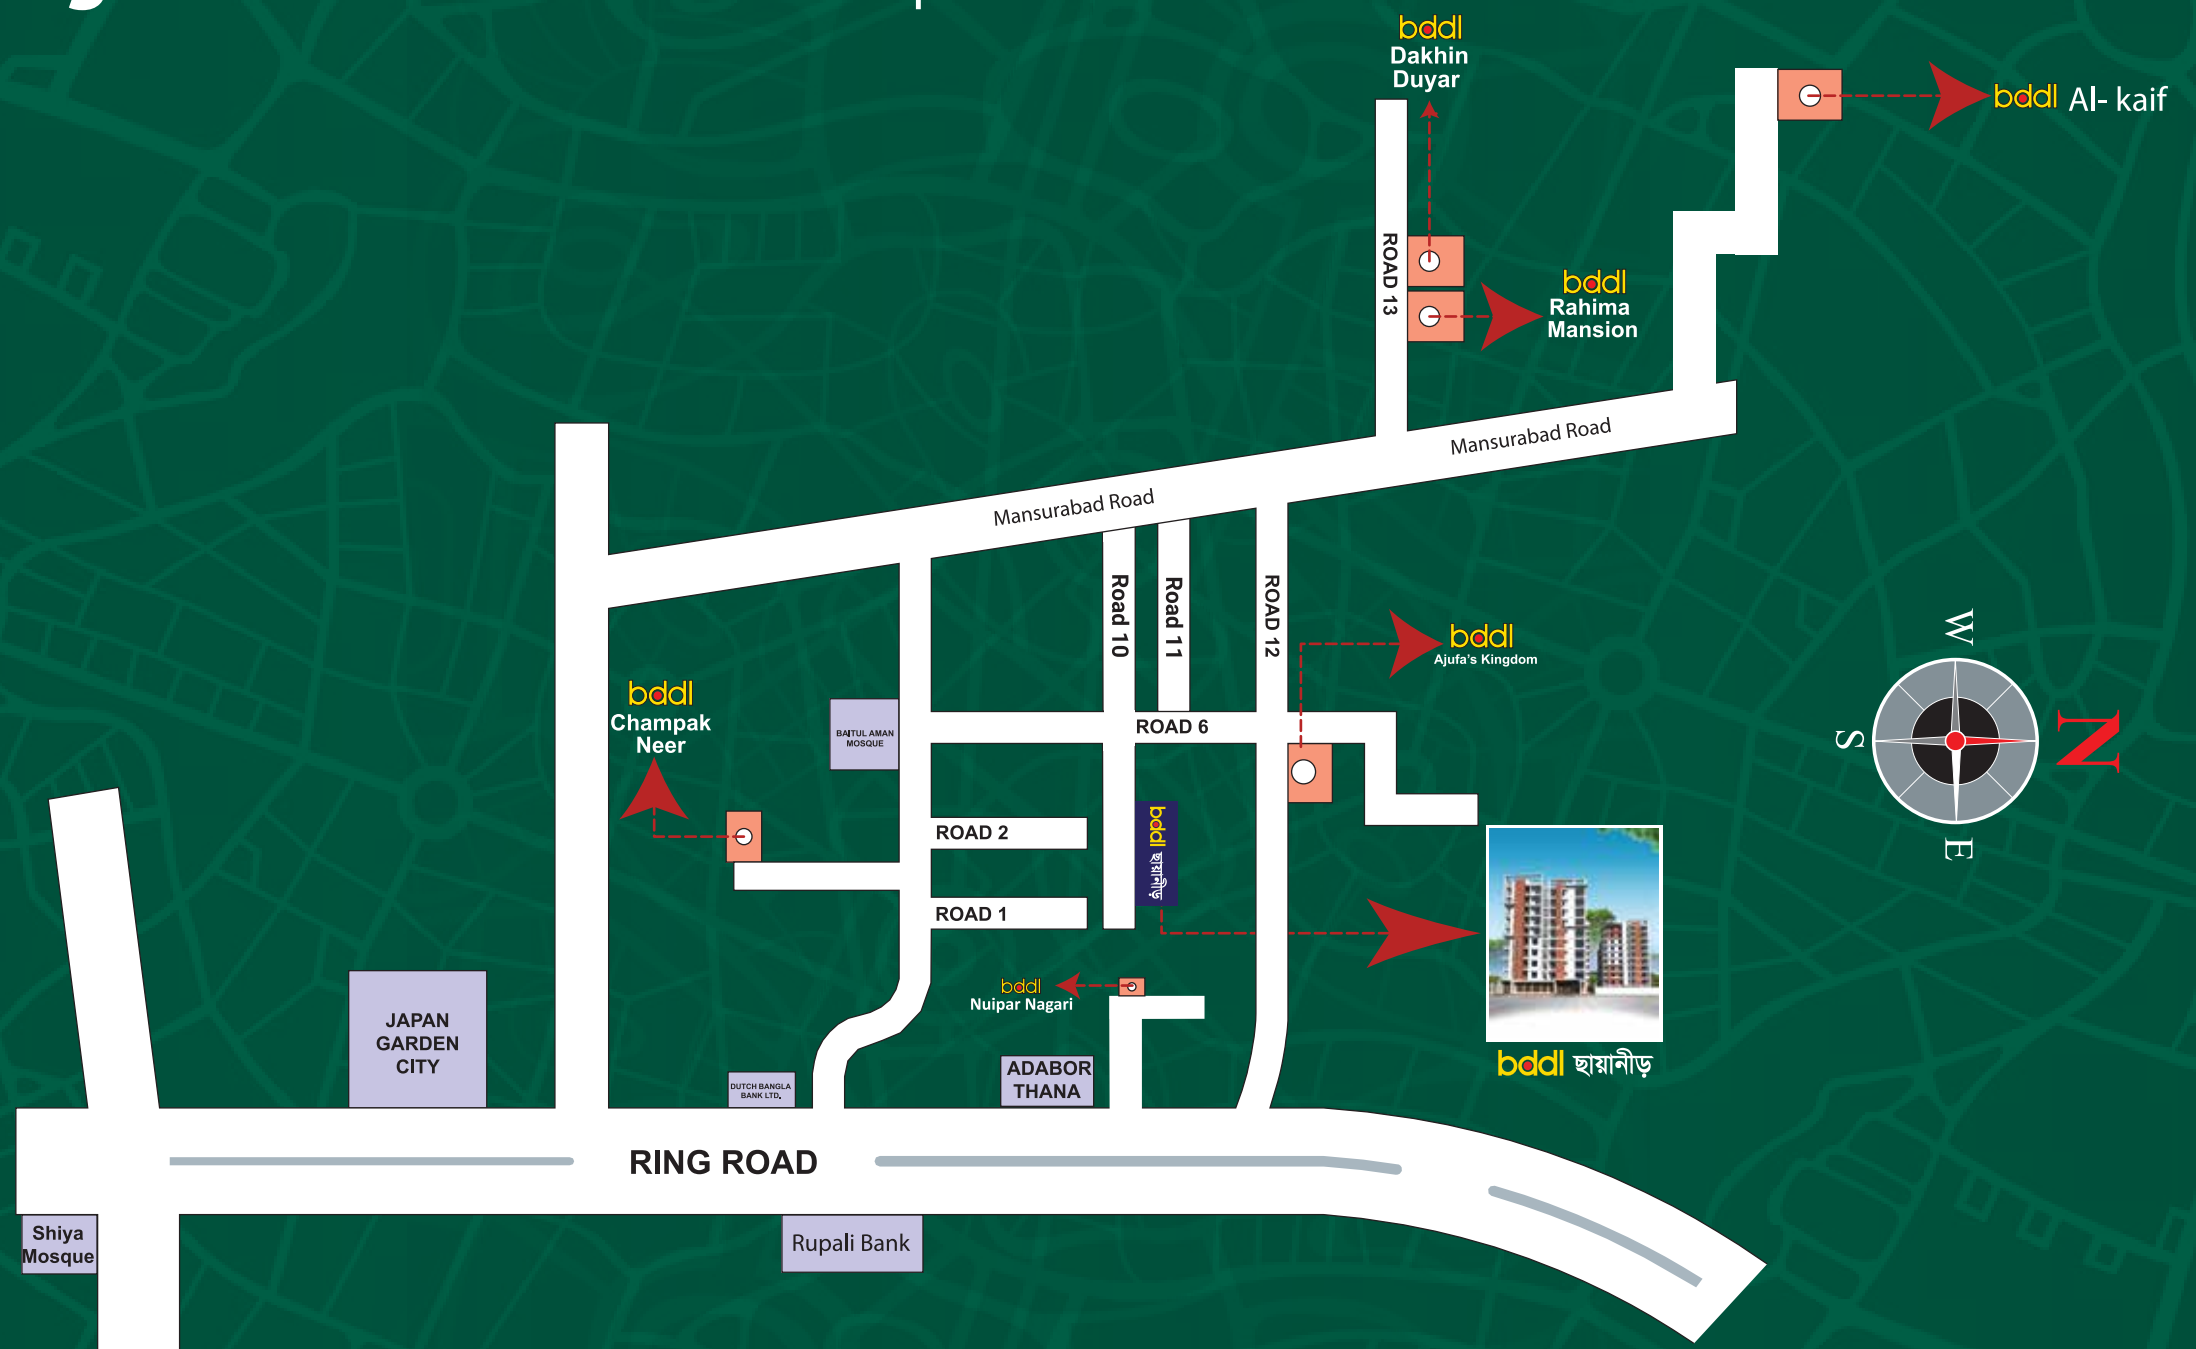 bddl
Dakhin
Duyar
bddl Al- kaif
ROAD 13
bddl
Rahima
Mansion
Mansurabad Road
Mansurabad Road
Road 10
Road 11
ROAD 12
bddl
Ajufa's Kingdom
W
S
N
E
bddl
Champak
Neer
BAITUL AMAN
MOSQUE
ROAD 6
ROAD 2
bddl ছায়ানীড়
ROAD 1
bddl
Nuipar Nagari
JAPAN
GARDEN
CITY
DUTCH BANGLA
BANK LTD.
ADABOR
THANA
bddl ছায়ানীড়
RING ROAD
Shiya
Mosque
Rupali Bank